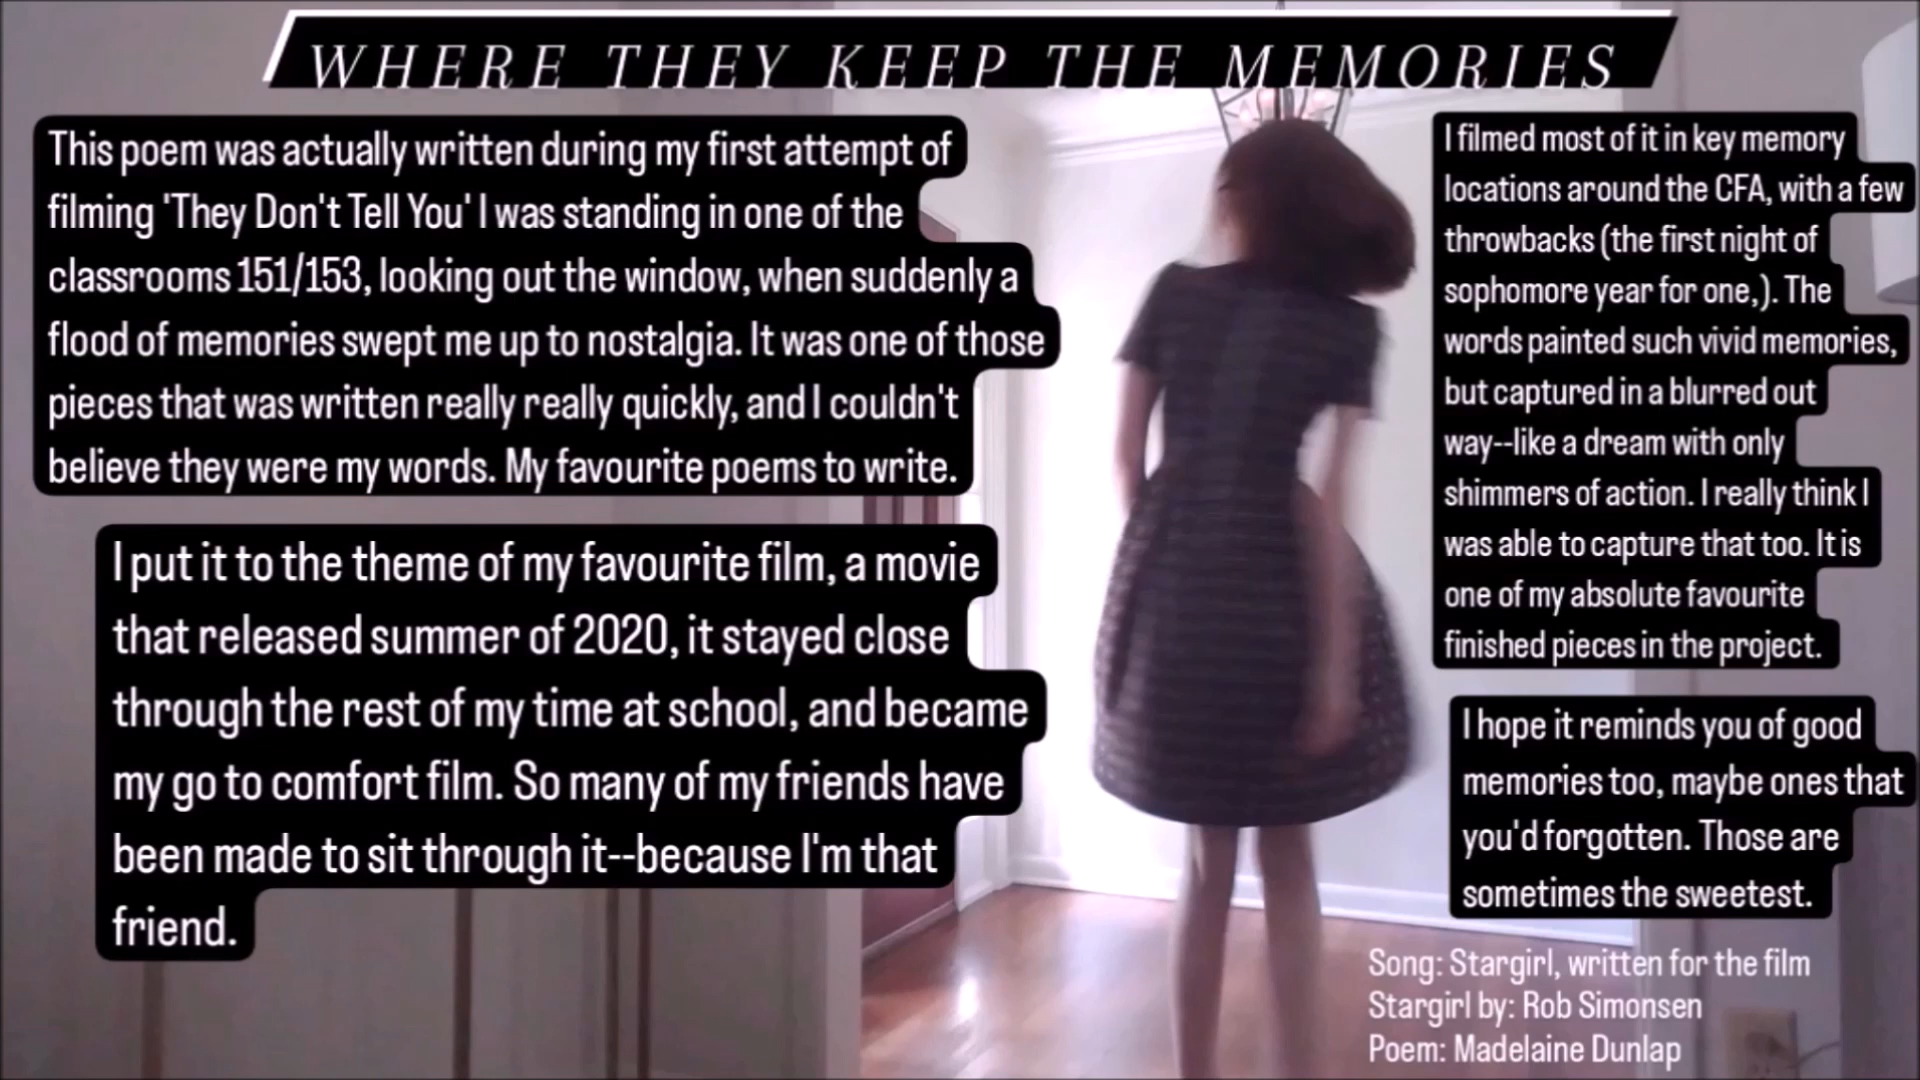 WHERE THEY KEEP THE MEMORIES
This poem was actually written during my first attempt of
filming 'They Don't Tell You' I was standing in one of the
classrooms 151/153, looking out the window, when suddenly a
flood of memories swept me up to nostalgia. It was one of those
pieces that was written really really quickly, and I couldn't
believe they were my words. My favourite poems to write.
I put it to the theme of my favourite film, a movie
that released summer of 2020, it stayed close
through the rest of my time at school, and became
my go to comfort film. So many of my friends have
been made to sit through it--because I'm that
friend.
I filmed most of it in key memory
locations around the CFA, with a few
throwbacks (the first night of
sophomore year for one,). The
words painted such vivid memories,
but captured in a blurred out
way--like a dream with only
shimmers of action. I really think I
was able to capture that too. It is
one of my absolute favourite
finished pieces in the project.
I hope it reminds you of good
memories too, maybe ones that
you'd forgotten. Those are
sometimes the sweetest.
Song: Stargirl, written for the film
Stargirl by: Rob Simonsen
Poem: Madelaine Dunlap